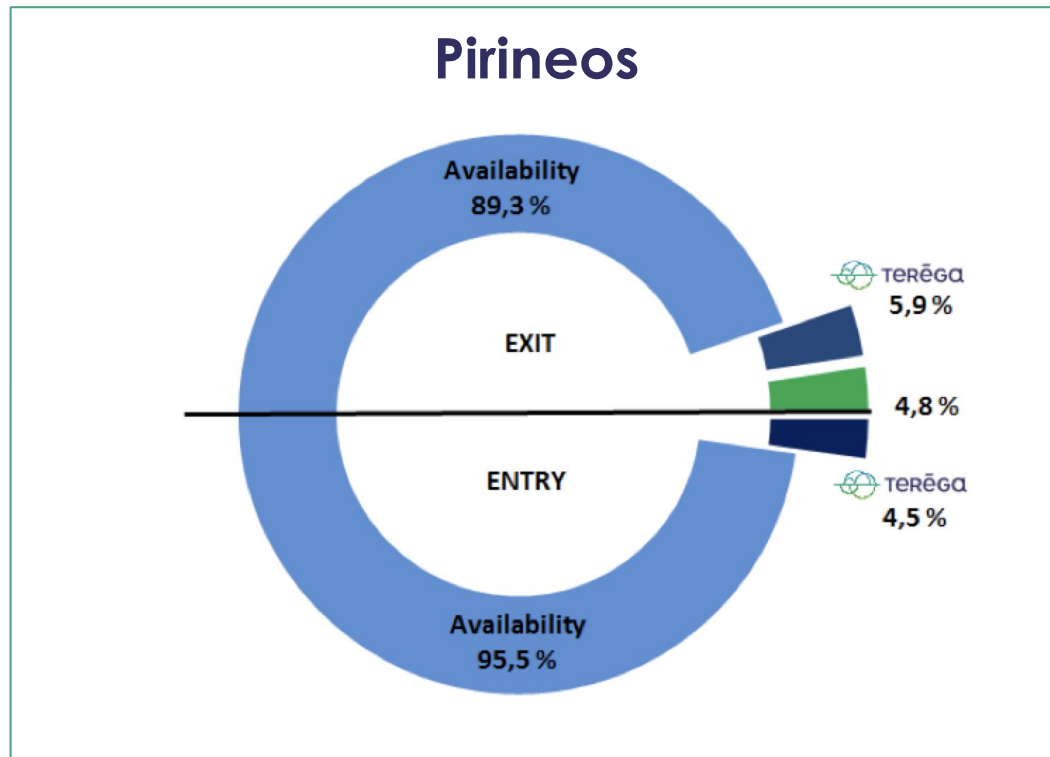 Pirineos
Availability
89,3 %
TERĒGA
5,9 %
EXIT
4,8 %
ENTRY
TERĒGA
4,5 %
Availability
95,5 %